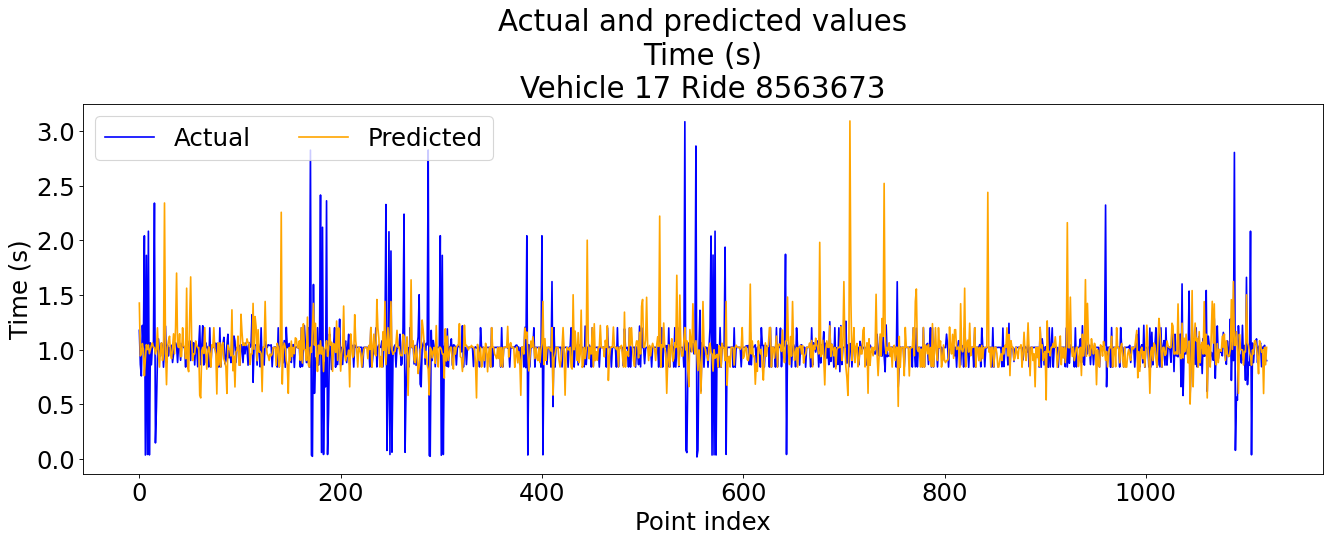 Actual and predicted values
Time (s)
Vehicle 17 Ride 8563673
Actual Predicted
3.0
2.5
2.0
1.5
1.0
0.5
0.0
Time (s)
0 200 400 600 800 1000
Point index